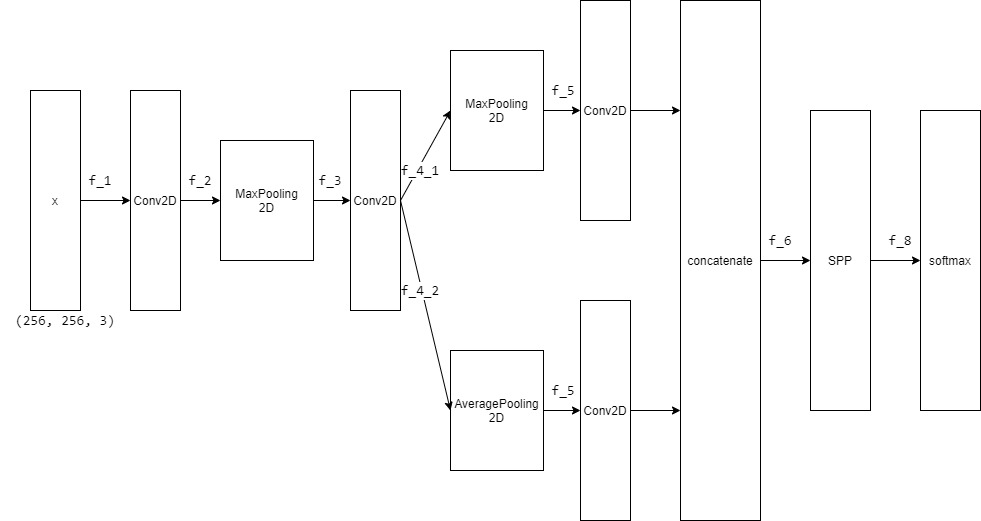 x
(256, 256, 3)
f_1
Conv2D
f_2
MaxPooling
2D
f_3
Conv2D
f_4_1
f_4_2
MaxPooling
2D
f_5
Conv2D
AveragePooling
2D
f_5
Conv2D
concatenate
f_6
SPP
f_8
softmax